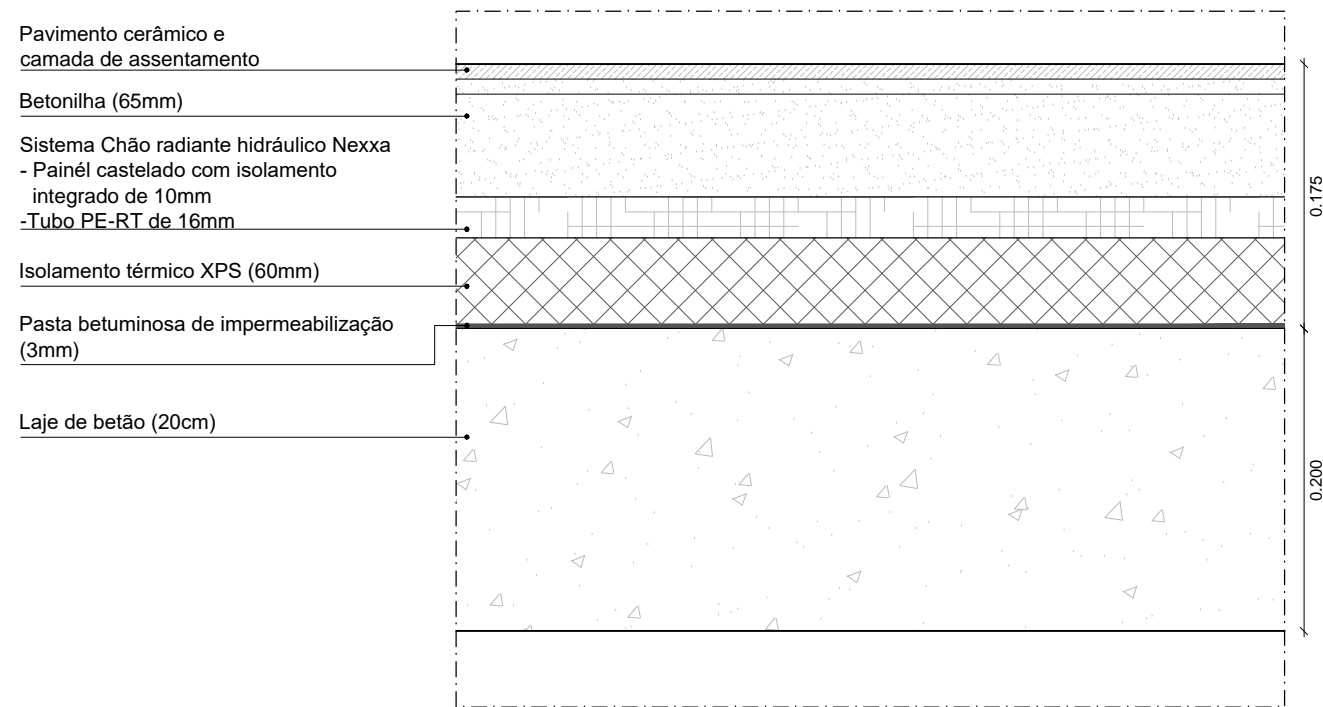 Pavimento cerâmico e
camada de assentamento
Betonilha (65mm)
Sistema Chão radiante hidráulico Nexxa
- Painél castelado com isolamento
integrado de 10mm
-Tubo PE-RT de 16mm
Isolamento térmico XPS (60mm)
Pasta betuminosa de impermeabilização
(3mm)
Laje de betão (20cm)
0.175
0.200